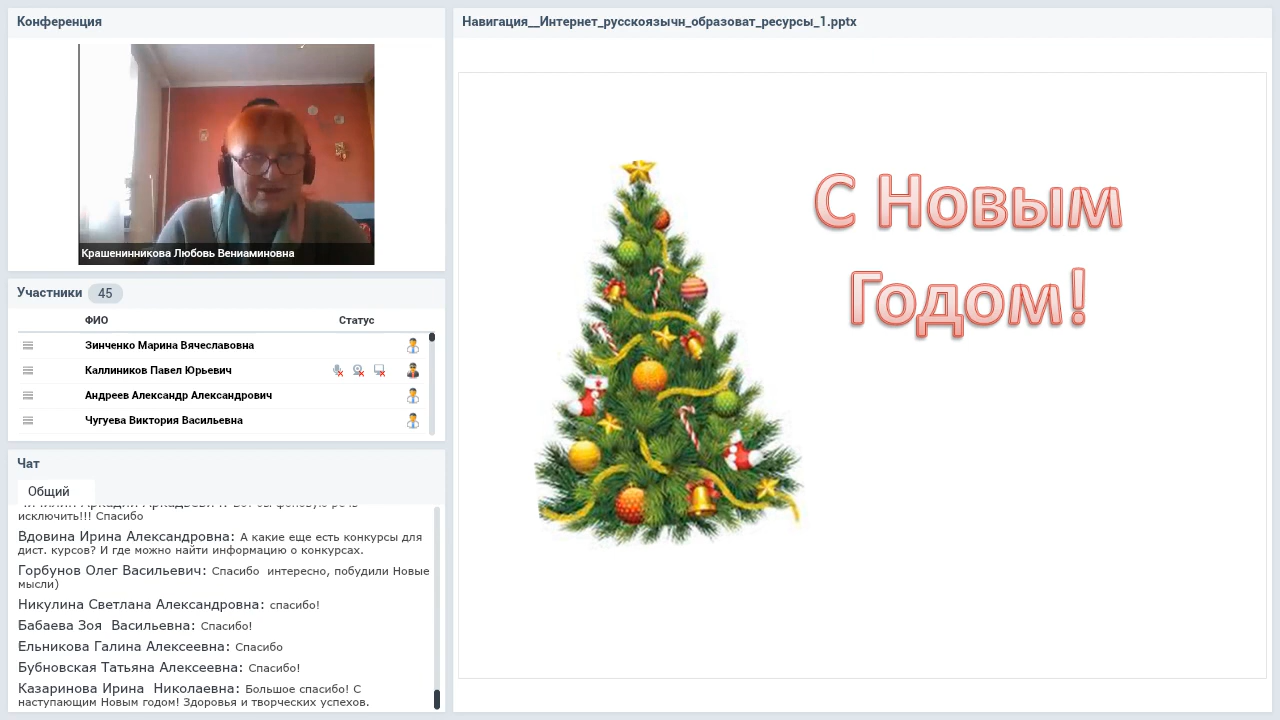 Конференция
Крашенинникова Любовь Вениаминовна
Участники 45
ФИО Статус
Зинченко Марина Вячеславовна
Каллиников Павел Юрьевич
Андреев Александр Александрович
Чугуева Виктория Васильевна
Чат
Общий
исключить!!! Спасибо
Вдовина Ирина Александровна: А какие еще есть конкурсы для
дист. курсов? И где можно найти информацию о конкурсах.
Горбунов Олег Васильевич: Спасибо  интересно, побудили Новые
мысли)
Никулина Светлана Александровна: спасибо!
Бабаева Зоя  Васильевна: Спасибо!
Ельникова Галина Алексеевна: Спасибо
Бубновская Татьяна Алексеевна: Спасибо!
Казаринова Ирина  Николаевна: Большое спасибо! С
наступающим Новым годом! Здоровья и творческих успехов.
Навигация__Интернет_русскоязычн_образоват_ресурсы_1.pptx
С Новым
Годом!